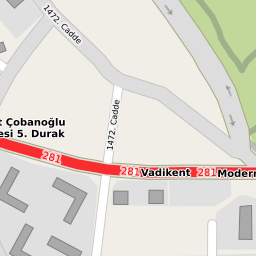 1472. Cadde
t Çobanoğlu
esi 5. Durak
1472. Cadde
281
281
Vadikent
281
Modern